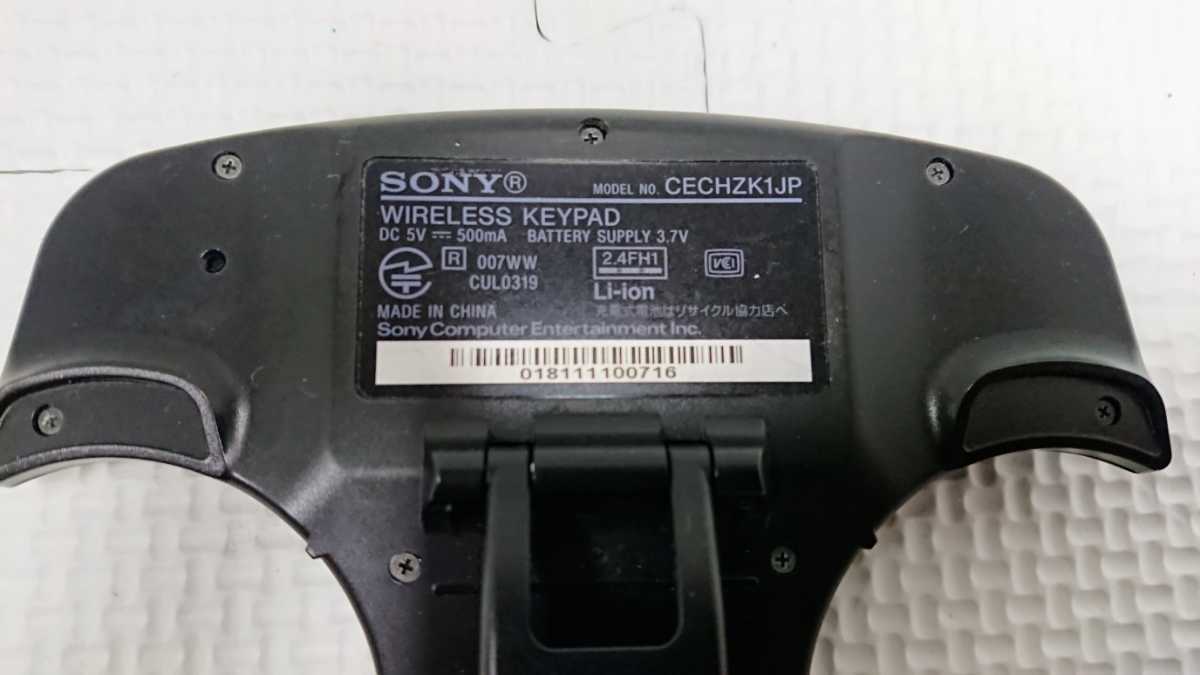 SONY® MODEL NO. CECHZK1JP
WIRELESS KEYPAD
DC 5V ⎓ 500mA BATTERY SUPPLY 3.7V
R 007WW 2.4FH1 VCI
CUL0319 Li-ion
MADE IN CHINA 充電式電池はリサイクル協力店へ
Sony Computer Entertainment Inc.
018111100716